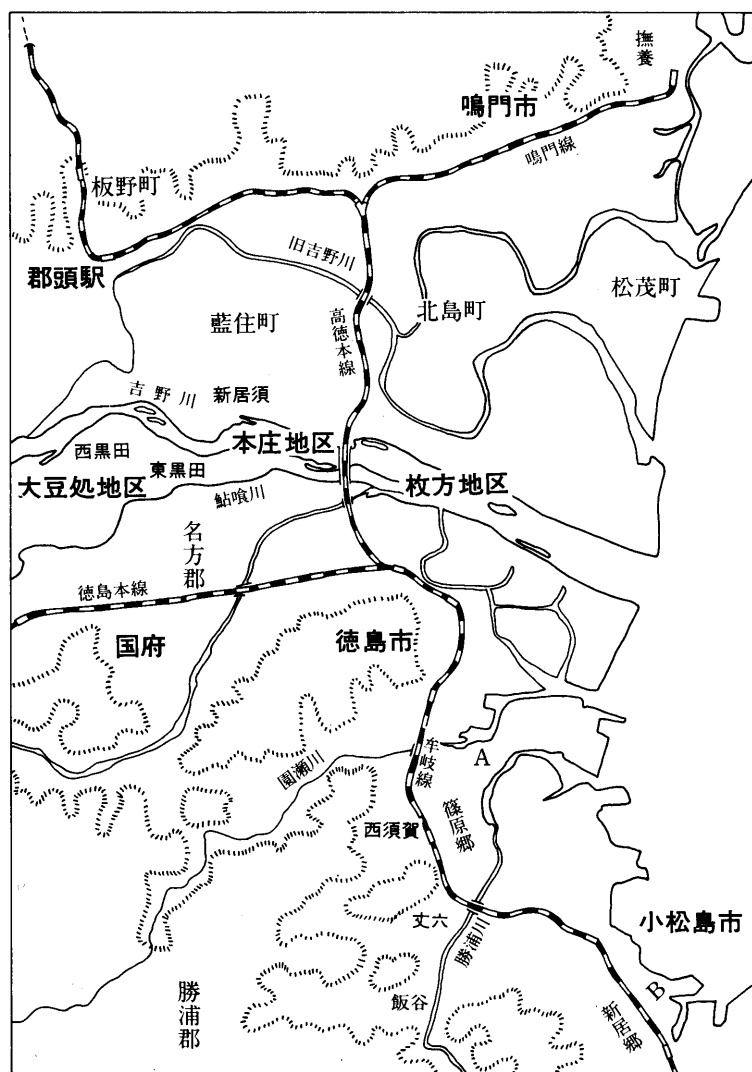 撫養
鳴門市
鳴門線
板野町
旧吉野川
郡頭駅
松茂町
北島町
高徳本線
藍住町
吉野川
新居須
本庄地区
西黒田
東黒田
大豆処地区
枚方地区
鮎喰川
名方郡
徳島本線
国府
徳島市
園瀬川
牟岐線
A
篠原郷
西須賀
丈六
勝浦川
小松島市
飯谷
勝浦郡
B
新居郷